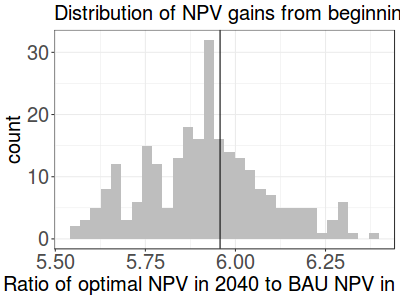 Distribution of NPV gains from beginnin
30
20
10
0
count
5.50 5.75 6.00 6.25
Ratio of optimal NPV in 2040 to BAU NPV in